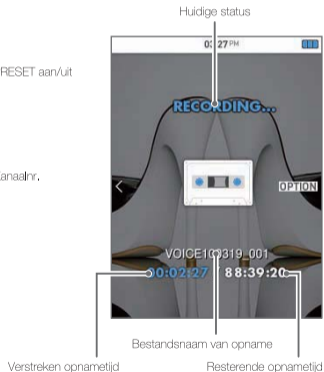 Huidige status
03:27 PM
RESET aan/uit
RECORDING...
Kanaalnr.
OPTION
VOICE100319_001
00:02:27 / 88:39:20
Bestandsnaam van opname
Verstreken opnametijd
Resterende opnametijd